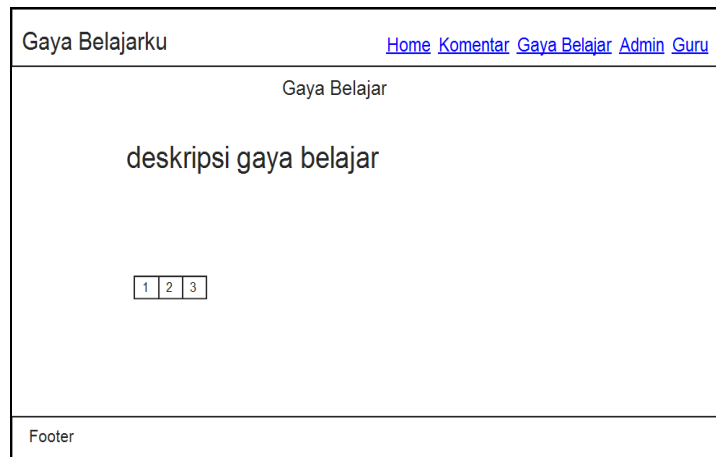 Gaya Belajarku
Home Komentar Gaya Belajar Admin Guru
Gaya Belajar
deskripsi gaya belajar
1 2 3
Footer